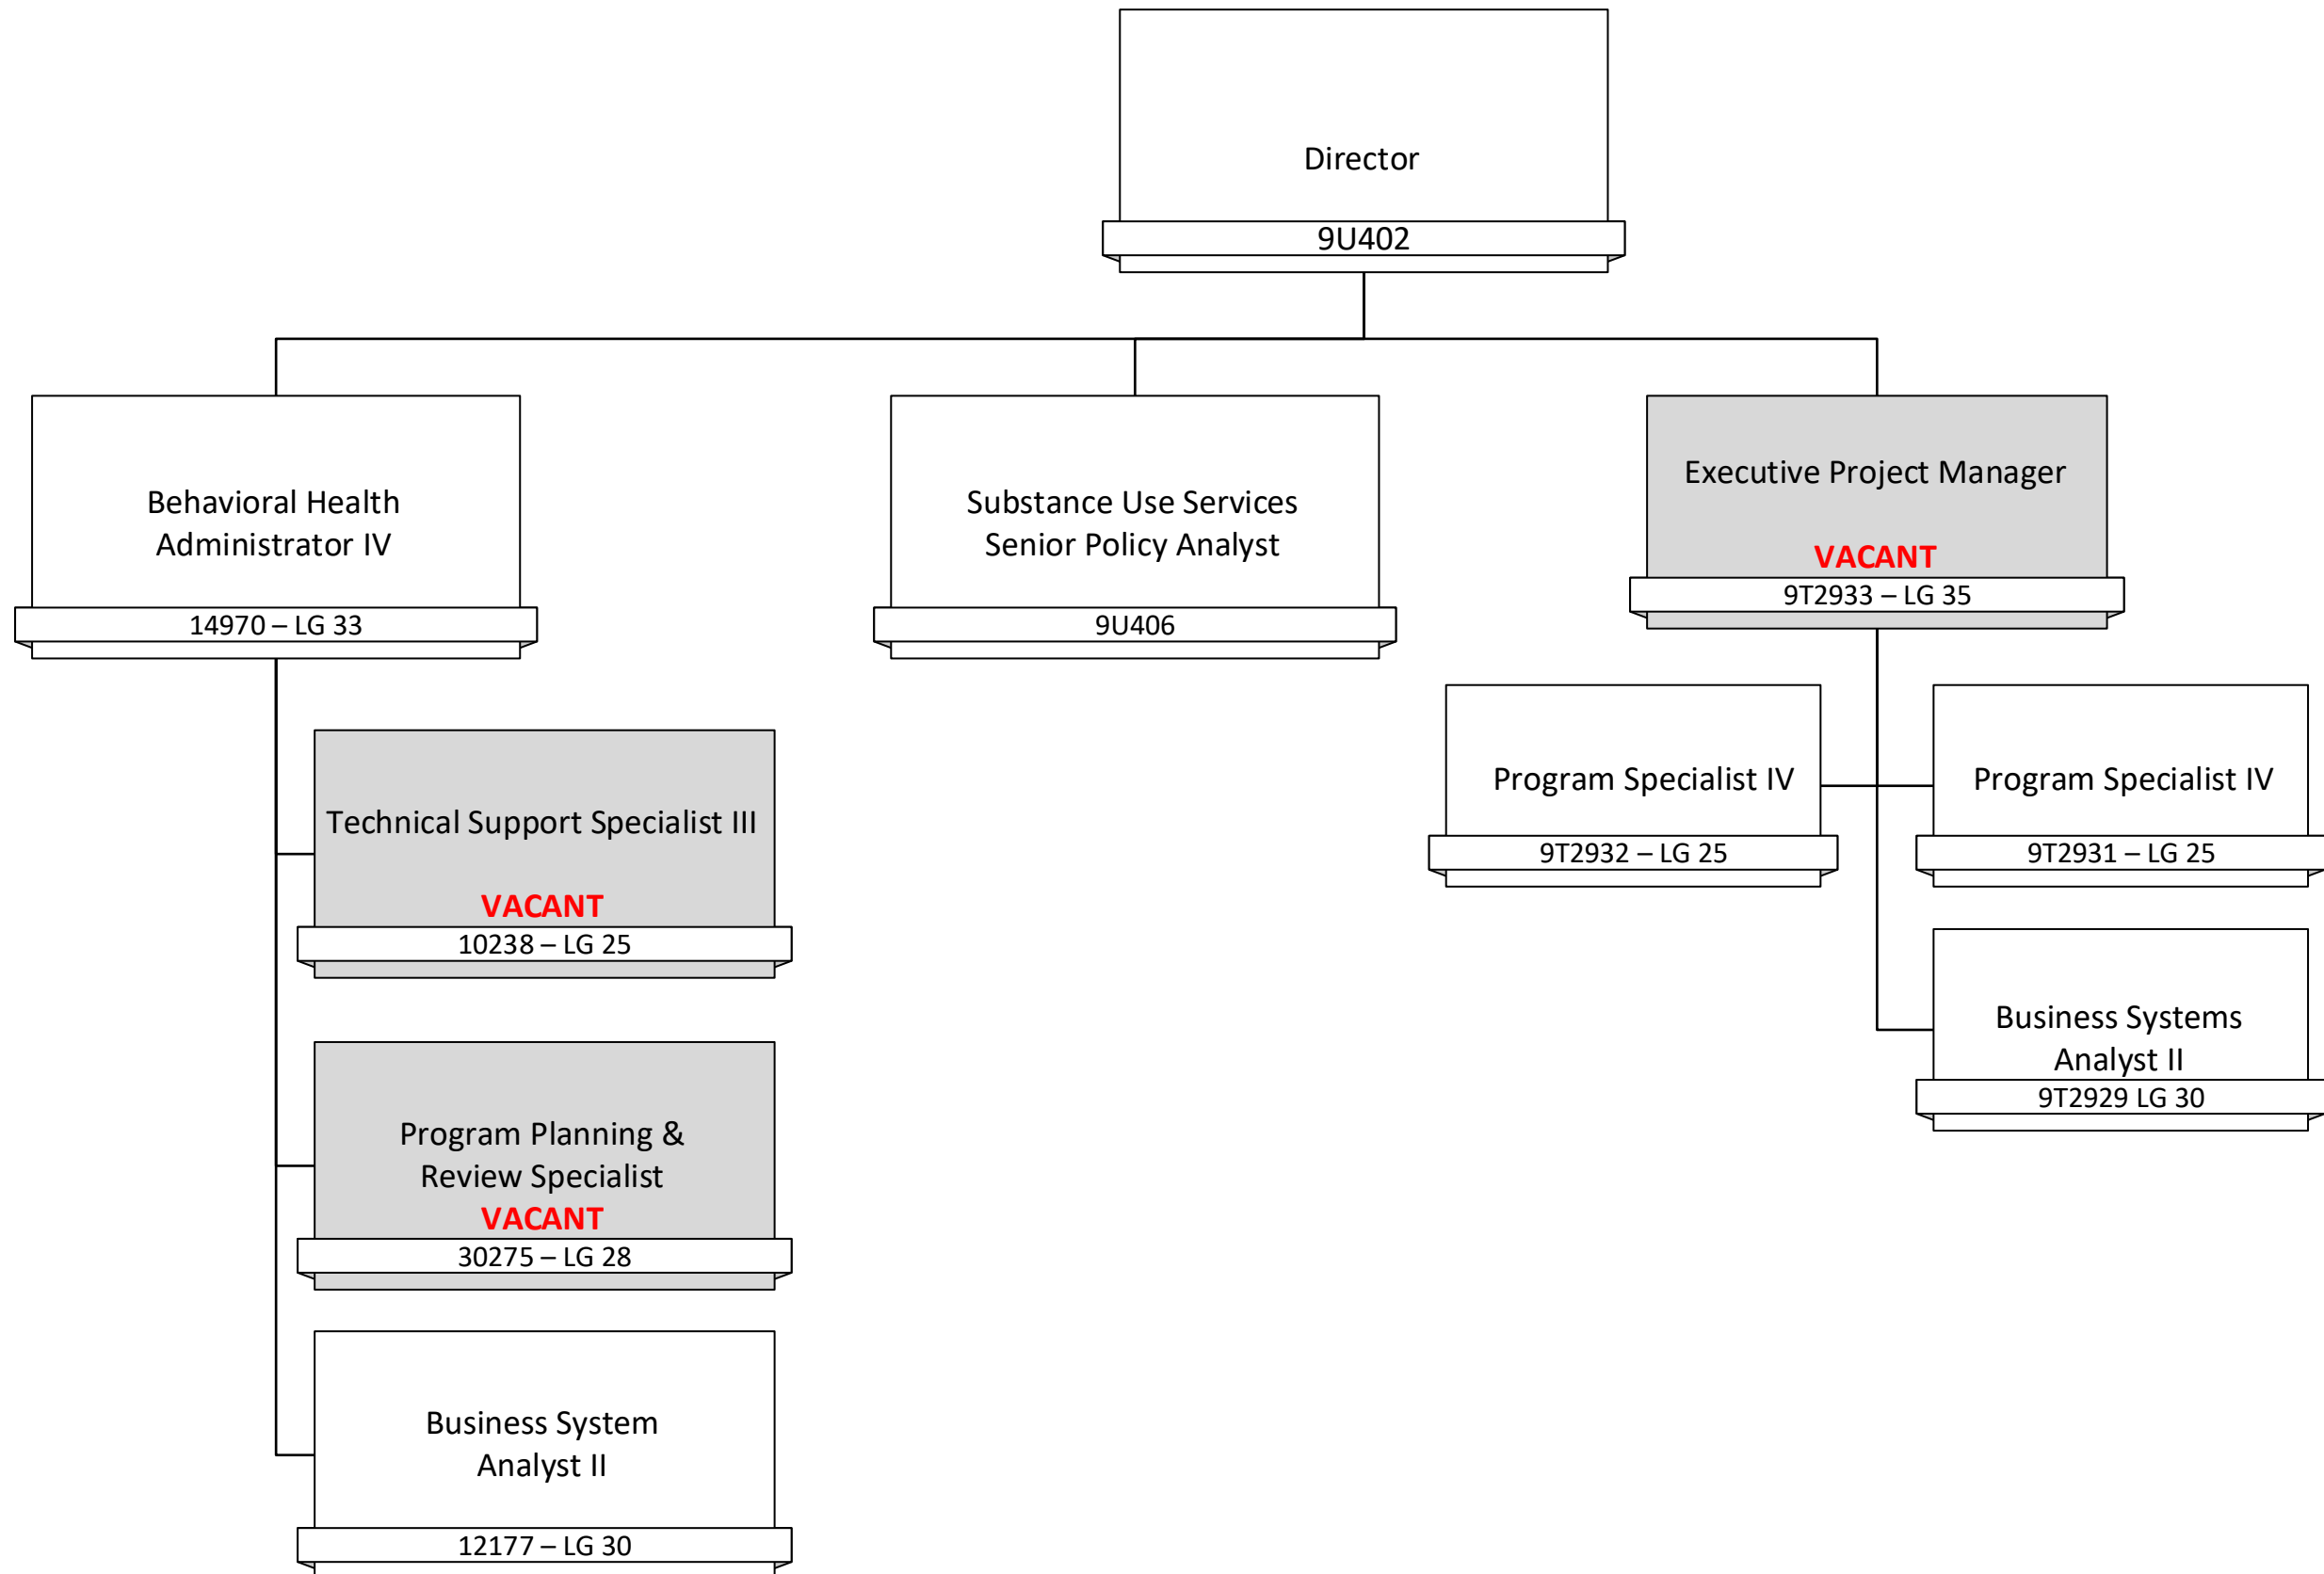 Director
9U402
Behavioral Health
Administrator IV
14970 – LG 33
Substance Use Services
Senior Policy Analyst
9U406
Executive Project Manager
VACANT
9T2933 – LG 35
Technical Support Specialist III
VACANT
10238 – LG 25
Program Planning &
Review Specialist
VACANT
30275 – LG 28
Business System
Analyst II
12177 – LG 30
Program Specialist IV
9T2932 – LG 25
Program Specialist IV
9T2931 – LG 25
Business Systems
Analyst II
9T2929 LG 30